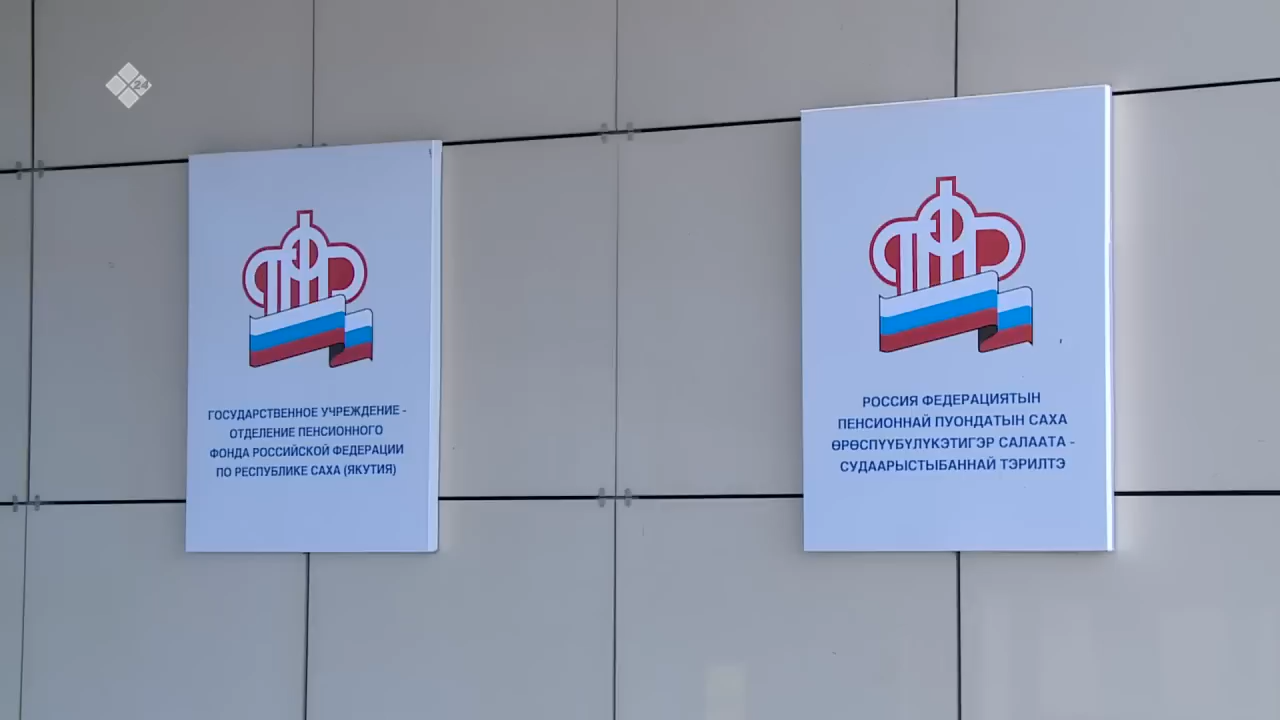 24
ГОСУДАРСТВЕННОЕ УЧРЕЖДЕНИЕ -
ОТДЕЛЕНИЕ ПЕНСИОННОГО
ФОНДА РОССИЙСКОЙ ФЕДЕРАЦИИ
ПО РЕСПУБЛИКЕ САХА (ЯКУТИЯ)
РОССИЯ ФЕДЕРАЦИЯТЫН
ПЕНСИОННАЙ ПУОНДАТЫН САХА
ӨРӨСПҮҮБҮЛҮКЭТИГЭР САЛААТА -
СУДААРЫСТЫБАННАЙ ТЭРИЛТЭ